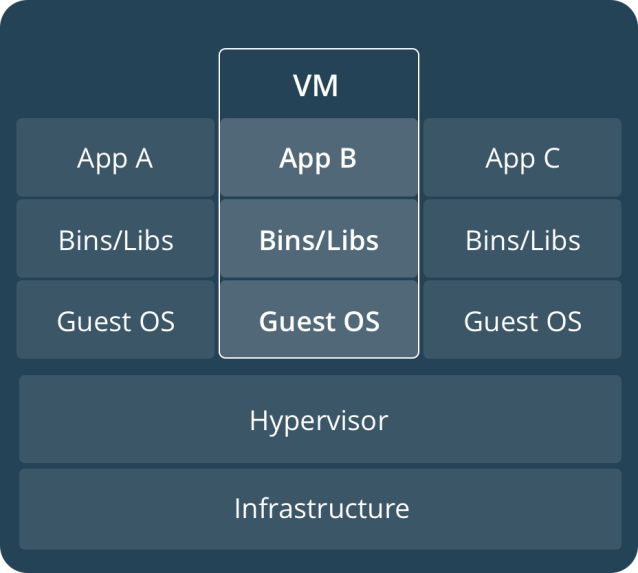 VM
App A
App B
App C
Bins/Libs
Bins/Libs
Bins/Libs
Guest OS
Guest OS
Guest OS
Hypervisor
Infrastructure